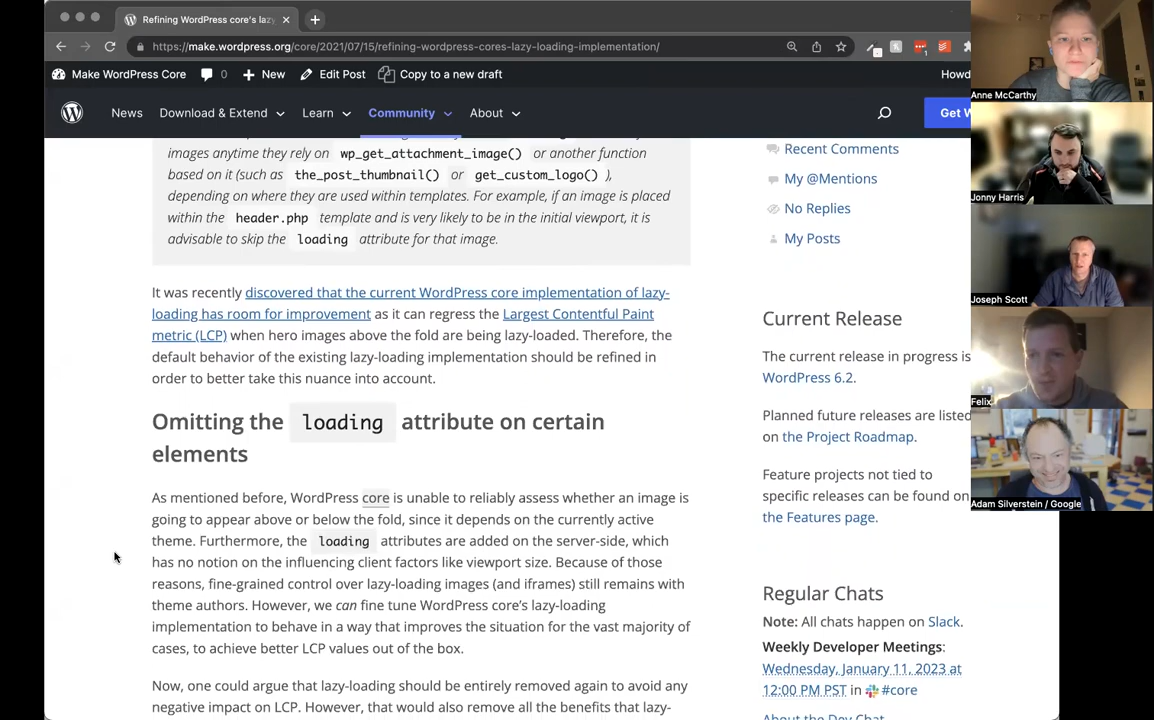 Refining WordPress core's lazy
https://make.wordpress.org/core/2021/07/15/refining-wordpress-cores-lazy-loading-implementation/
Make WordPress Core 0 New Edit Post Copy to a new draft Howd
News Download & Extend Learn Community About Get W
images anytime they rely on wp_get_attachment_image() or another function
based on it (such as the_post_thumbnail() or get_custom_logo() ),
depending on where they are used within templates. For example, if an image is placed
within the header.php template and is very likely to be in the initial viewport, it is
advisable to skip the loading attribute for that image.
It was recently discovered that the current WordPress core implementation of lazy-
loading has room for improvement as it can regress the Largest Contentful Paint
metric (LCP) when hero images above the fold are being lazy-loaded. Therefore, the
default behavior of the existing lazy-loading implementation should be refined in
order to better take this nuance into account.
Omitting the loading attribute on certain
elements
As mentioned before, WordPress core is unable to reliably assess whether an image is
going to appear above or below the fold, since it depends on the currently active
theme. Furthermore, the loading attributes are added on the server-side, which
has no notion on the influencing client factors like viewport size. Because of those
reasons, fine-grained control over lazy-loading images (and iframes) still remains with
theme authors. However, we can fine tune WordPress core's lazy-loading
implementation to behave in a way that improves the situation for the vast majority of
cases, to achieve better LCP values out of the box.
Now, one could argue that lazy-loading should be entirely removed again to avoid any
negative impact on LCP. However, that would also remove all the benefits that lazy-
Recent Comments
My @Mentions
No Replies
My Posts
Current Release
The current release in progress is
WordPress 6.2.
Planned future releases are listed
on the Project Roadmap.
Feature projects not tied to
specific releases can be found on
the Features page.
Regular Chats
Note: All chats happen on Slack.
Weekly Developer Meetings:
Wednesday, January 11, 2023 at
12:00 PM PST in #core
About the Dev Chat
Anne McCarthy
Jonny Harris
Joseph Scott
Felix
Adam Silverstein / Google